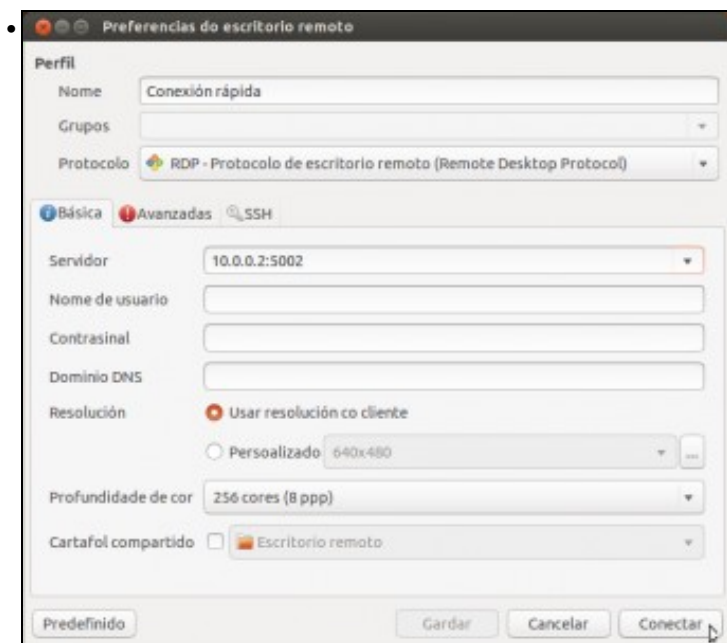 Preferencias do escritorio remoto
Perfil
Nome Conexión rápida
Grupos
Protocolo RDP - Protocolo de escritorio remoto (Remote Desktop Protocol)
Básica Avanzadas SSH
Servidor 10.0.0.2:5002
Nome de usuario
Contrasinal
Dominio DNS
Resolución Usar resolución co cliente
Persoalizado 640x480 ...
Profundidade de cor 256 cores (8 ppp)
Cartafol compartido Escritorio remoto
Predefinido Gardar Cancelar Conectar